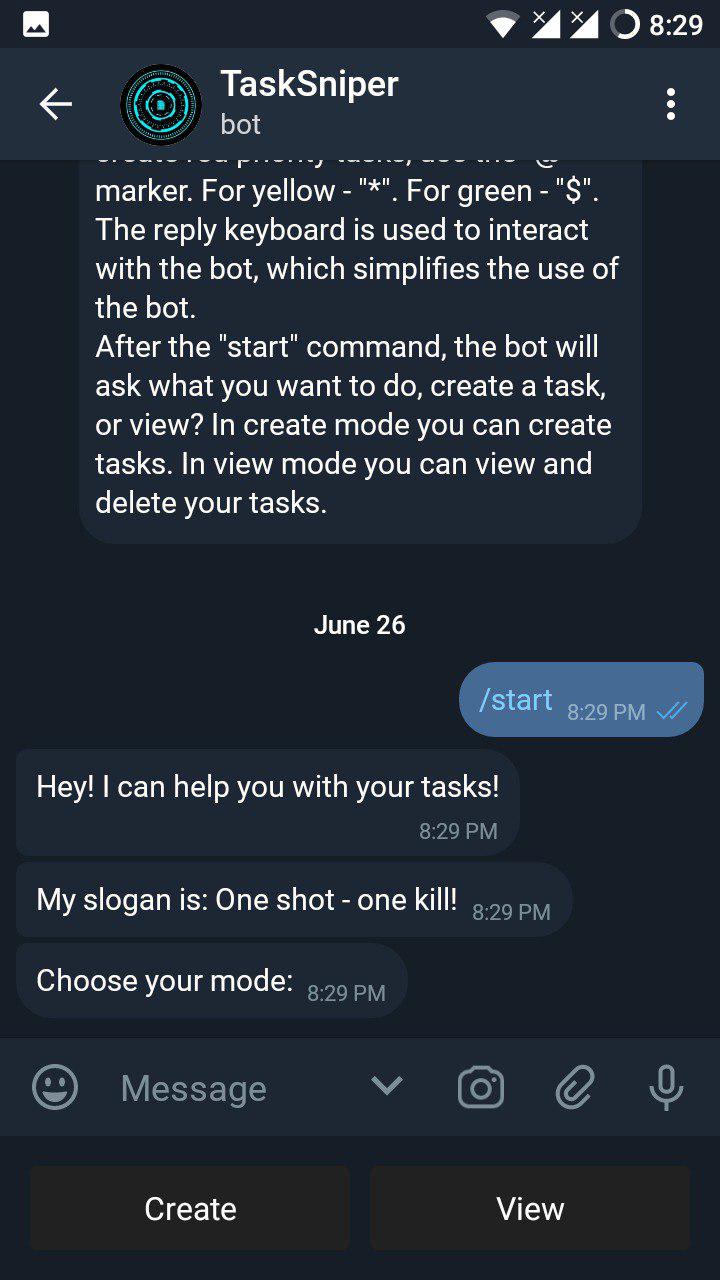 8:29
TaskSniper
bot
marker. For yellow - "*". For green - "$".
The reply keyboard is used to interact
with the bot, which simplifies the use of
the bot.
After the "start" command, the bot will
ask what you want to do, create a task,
or view? In create mode you can create
tasks. In view mode you can view and
delete your tasks.
June 26
/start 8:29 PM
Hey! I can help you with your tasks!
8:29 PM
My slogan is: One shot - one kill! 8:29 PM
Choose your mode: 8:29 PM
Message
Create View